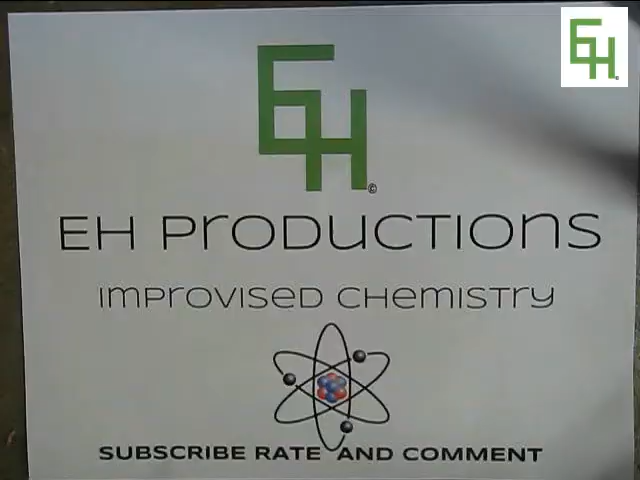 EH
©
EH
EH PRODUCTIONS
IMPROVISED CHEMISTRY
SUBSCRIBE RATE AND COMMENT